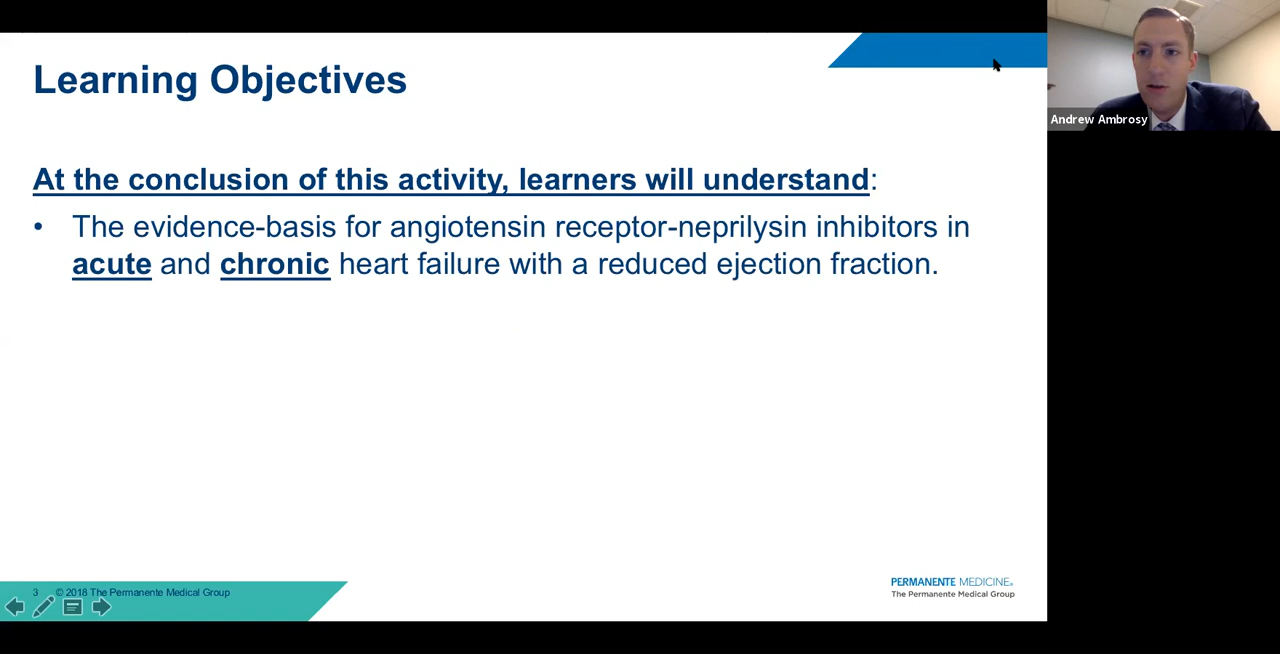 Learning Objectives
At the conclusion of this activity, learners will understand:
• The evidence-basis for angiotensin receptor-neprilysin inhibitors in
acute and chronic heart failure with a reduced ejection fraction.
3 © 2018 The Permanente Medical Group
PERMANENTE MEDICINE®
The Permanente Medical Group
Andrew Ambrosy